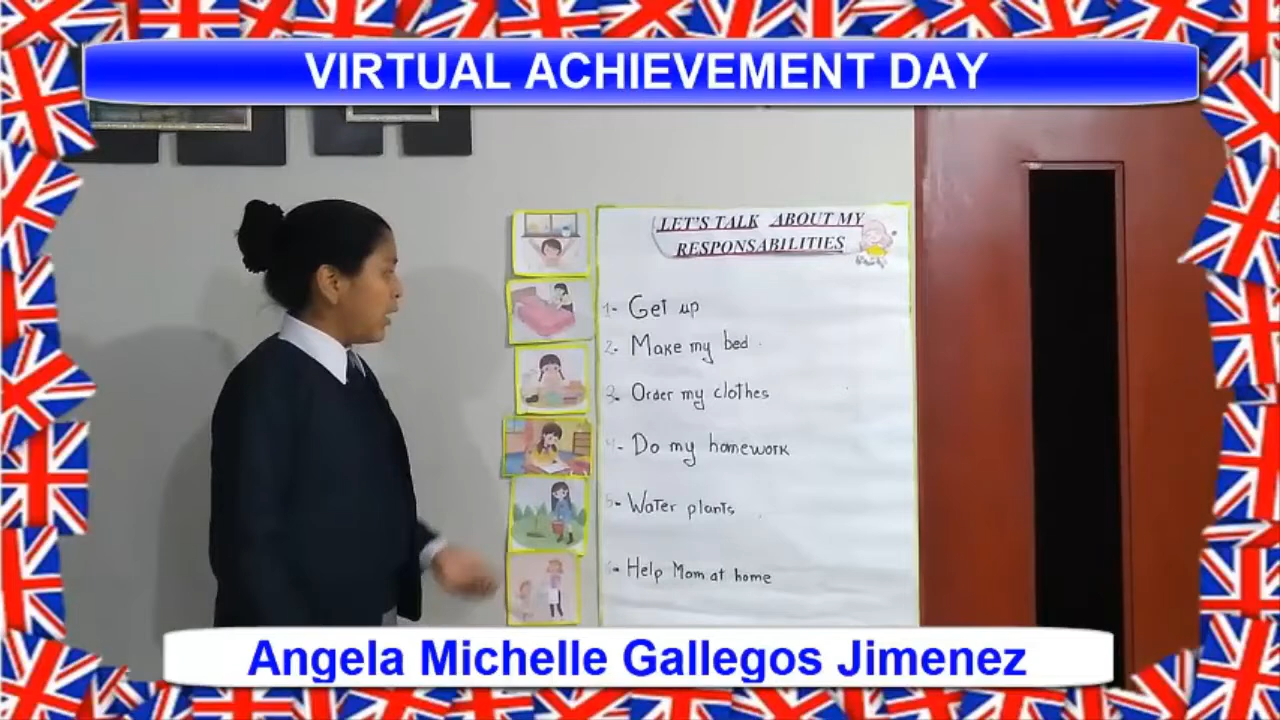 VIRTUAL ACHIEVEMENT DAY
LET'S TALK ABOUT MY
RESPONSABILITIES
1- Get up
2- Make my bed
3- Order my clothes
4- Do my homework
5- Water plants
6- Help Mom at home
Angela Michelle Gallegos Jimenez